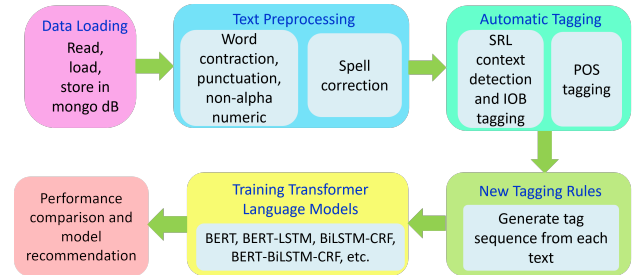 Data Loading
Read,
load,
store in
mongo dB
Text Preprocessing
Word
contraction,
punctuation,
non-alpha
numeric
Spell
correction
Automatic Tagging
SRL
context
detection
and IOB
tagging
POS
tagging
New Tagging Rules
Generate tag
sequence from each
text
Training Transformer
Language Models
BERT, BERT-LSTM, BiLSTM-CRF,
BERT-BiLSTM-CRF, etc.
Performance
comparison and
model
recommendation